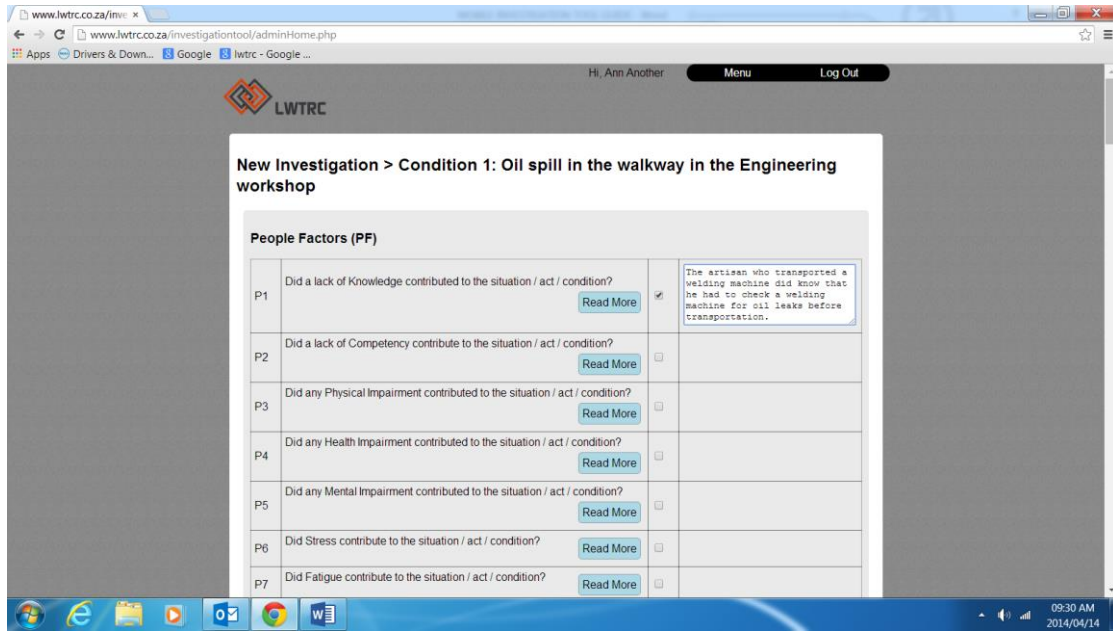 www.lwtrc.co.za/inve
www.lwtrc.co.za/investigationtool/adminHome.php
Apps Drivers & Down... Google lwtrc - Google ...
Hi, Ann Another Menu Log Out
LWTRC
New Investigation > Condition 1: Oil spill in the walkway in the Engineering
workshop
People Factors (PF)
P1 Did a lack of Knowledge contributed to the situation / act / condition?
Read More
The artisan who transported a
welding machine did know that
he had to check a welding
machine for oil leaks before
transportation.
P2 Did a lack of Competency contribute to the situation / act / condition?
Read More
P3 Did any Physical Impairment contributed to the situation / act / condition?
Read More
P4 Did any Health Impairment contributed to the situation / act / condition?
Read More
P5 Did any Mental Impairment contributed to the situation / act / condition?
Read More
P6 Did Stress contribute to the situation / act / condition? Read More
P7 Did Fatigue contribute to the situation / act / condition? Read More
09:30 AM
2014/04/14